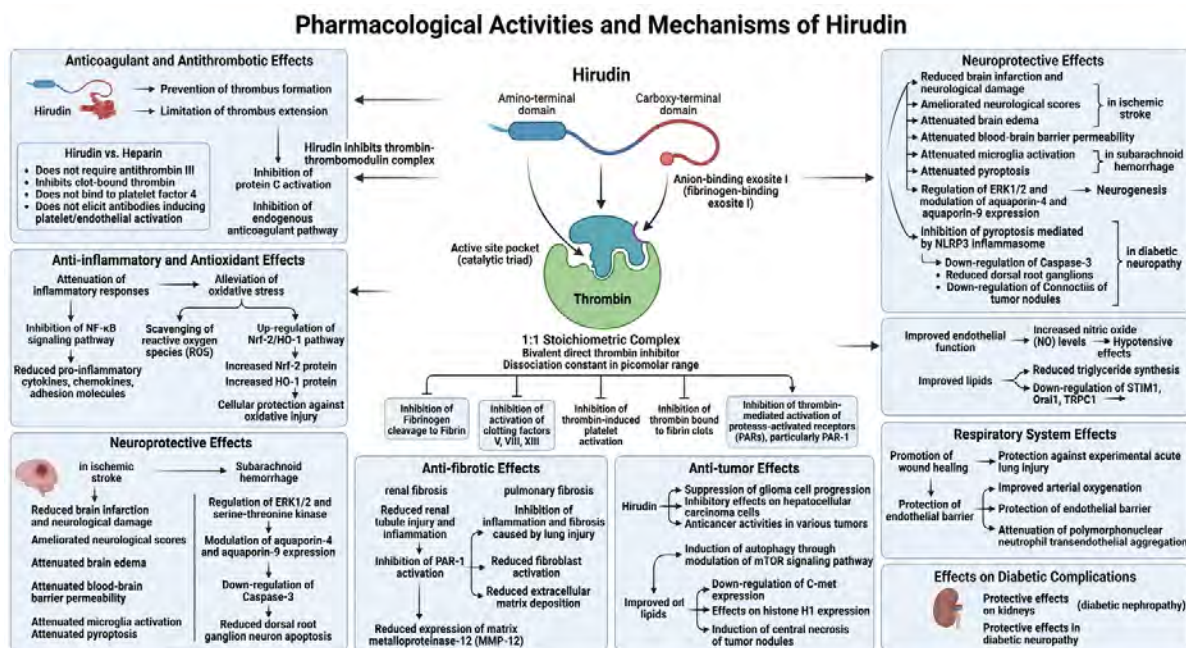 Pharmacological Activities and Mechanisms of Hirudin
Anticoagulant and Antithrombotic Effects
Hirudin
Prevention of thrombus formation
Limitation of thrombus extension
Hirudin vs. Heparin
• Does not require antithrombin III
• Inhibits clot-bound thrombin
• Does not bind to platelet factor 4
• Does not elicit antibodies inducing
platelet/endothelial activation
Hirudin inhibits thrombin-
thrombomodulin complex
Inhibition of
protein C activation
Inhibition of
endogenous
anticoagulant pathway
Anti-inflammatory and Antioxidant Effects
Attenuation of
inflammatory responses
Alleviation of
oxidative stress
Inhibition of NF-κB
signaling pathway
Reduced pro-inflammatory
cytokines, chemokines,
adhesion molecules
Scavenging of
reactive oxygen
species (ROS)
Up-regulation of
Nrf-2/HO-1 pathway
Increased Nrf-2 protein
Increased HO-1 protein
Cellular protection against
oxidative injury
Neuroprotective Effects
in ischemic
stroke
Subarachnoid
hemorrhage
Reduced brain infarction
and neurological damage
Ameliorated neurological scores
Attenuated brain edema
Attenuated blood-brain
barrier permeability
Attenuated microglia activation
Attenuated pyroptosis
Regulation of ERK1/2 and
serine-threonine kinase
Modulation of aquaporin-4
and aquaporin-9 expression
Down-regulation of
Caspase-3
Reduced dorsal root
ganglion neuron apoptosis
Hirudin
Amino-terminal
domain
Carboxy-terminal
domain
Anion-binding exosite I
(fibrinogen-binding
exosite I)
Active site pocket
(catalytic triad)
Thrombin
1:1 Stoichiometric Complex
Bivalent direct thrombin inhibitor
Dissociation constant in picomolar range
Inhibition of
Fibrinogen
cleavage to Fibrin
Inhibition of
activation of
clotting factors
V, VIII, XIII
Inhibition of
thrombin-induced
platelet
activation
Inhibition of
thrombin bound
to fibrin clots
Inhibition of thrombin-
mediated activation of
protesss-activated receptors
(PARs), particularly PAR-1
Anti-fibrotic Effects
renal fibrosis
Reduced renal
tubule injury and
inflammation
Inhibition of PAR-1
activation
pulmonary fibrosis
Inhibition of
inflammation and fibrosis
caused by lung injury
Reduced fibroblast
activation
Reduced extracellular
matrix deposition
Reduced expression of matrix
metalloproteinase-12 (MMP-12)
Anti-tumor Effects
Hirudin
Suppression of glioma cell progression
Inhibitory effects on hepatocellular
carcinoma cells
Anticancer activities in various tumors
Induction of autophagy through
modulation of mTOR signaling pathway
Improved orl
lipids
Down-regulation of C-met
expression
Effects on histone H1 expression
Induction of central necrosis
of tumor nodules
Neuroprotective Effects
Reduced brain infarction and
neurological damage
Ameliorated neurological scores
Attenuated brain edema
in ischemic
stroke
Attenuated blood-brain barrier permeability
Attenuated microglia activation
Attenuated pyroptosis
in subarachnoid
hemorrhage
Regulation of ERK1/2 and
modulation of aquaporin-4 and
aquaporin-9 expression
Neurogenesis
Inhibition of pyroptosis mediated
by NLRP3 inflammasome
Down-regulation of Caspase-3
• Reduced dorsal root ganglions
• Down-regulation of Connoctiis of
tumor nodules
in diabetic
neuropathy
Improved endothelial
function
Increased nitric oxide
(NO) levels
Hypotensive
effects
Improved lipids
Reduced triglyceride synthesis
Down-regulation of STIM1,
Oral1, TRPC1
Respiratory System Effects
Promotion of
wound healing
Protection against experimental acute
lung injury
Protection of
endothelial barrier
Improved arterial oxygenation
Protection of endothelial barrier
Attenuation of polymorphonuclear
neutrophil transendothelial aggregation
Effects on Diabetic Complications
Protective effects
on kidneys
(diabetic nephropathy)
Protective effects in
diabetic neuropathy